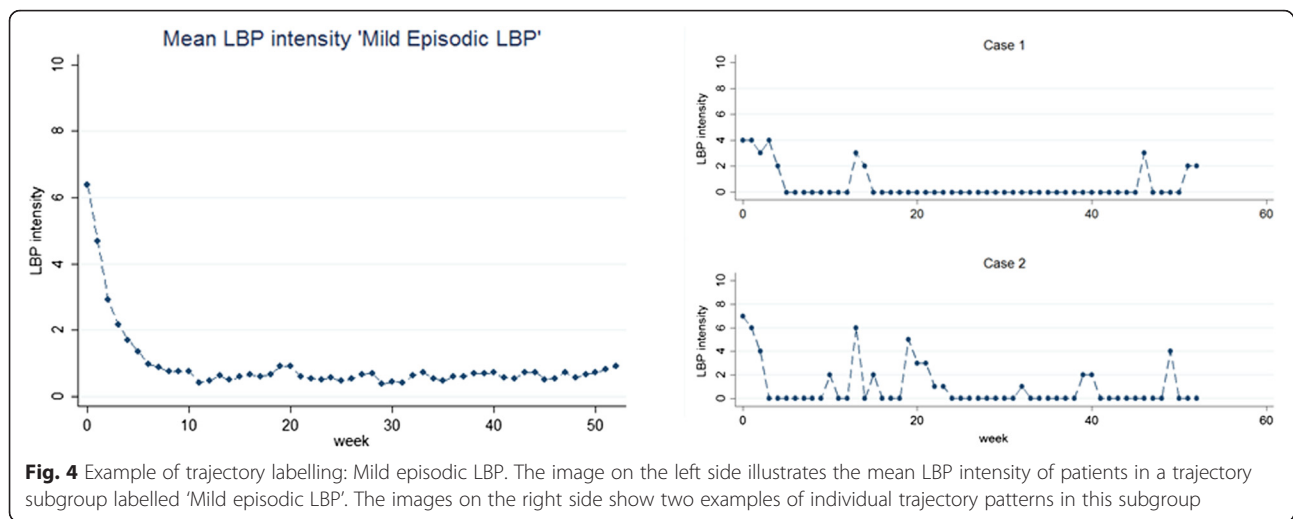 Mean LBP intensity 'Mild Episodic LBP'
10
8
6
4
2
0
LBP intensity
0 10 20 30 40 50
week
Case 1
10
8
6
4
2
0
LBP intensity
0 20 40 60
Case 2
10
8
6
4
2
0
LBP intensity
0 20 40 60
week
Fig. 4 Example of trajectory labelling: Mild episodic LBP. The image on the left side illustrates the mean LBP intensity of patients in a trajectory
subgroup labelled ‘Mild episodic LBP’. The images on the right side show two examples of individual trajectory patterns in this subgroup